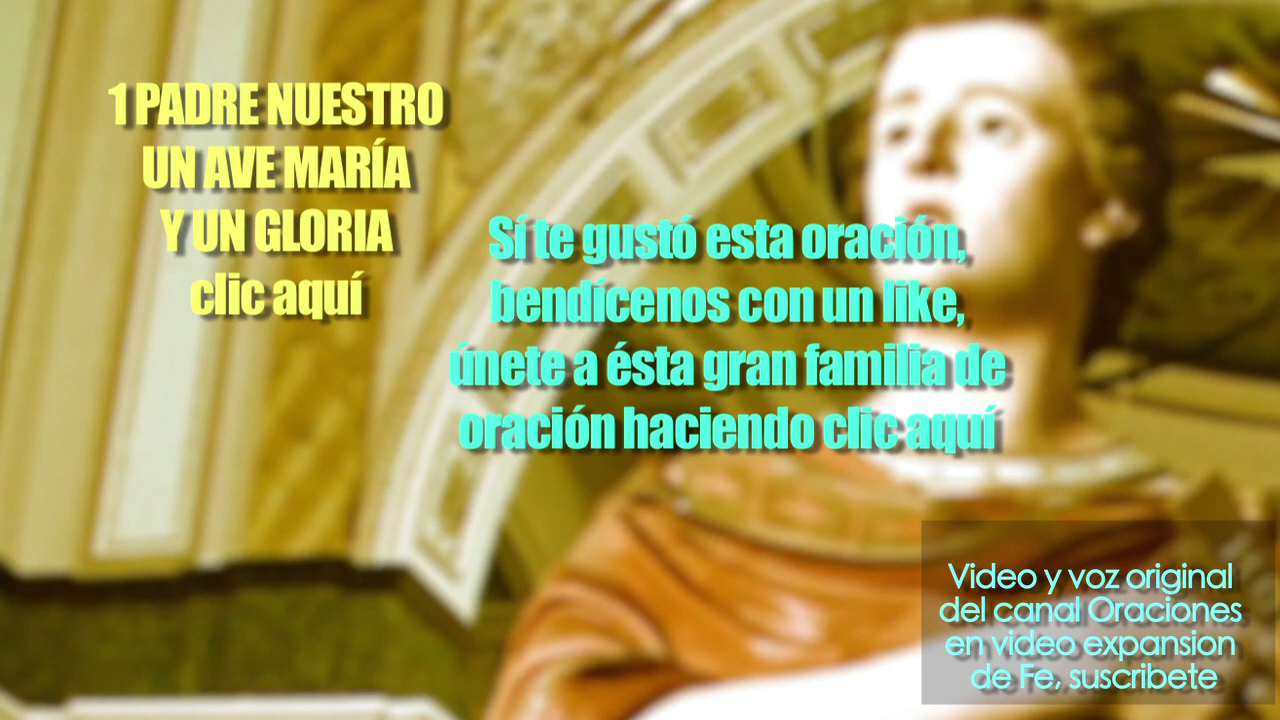 1 PADRE NUESTRO
UN AVE MARÍA
Y UN GLORIA
clic aquí
Sí te gustó esta oración,
bendícenos con un like,
únete a ésta gran familia de
oración haciendo clic aquí
Video y voz original
del canal Oraciones
en video expansion
de Fe, suscribete